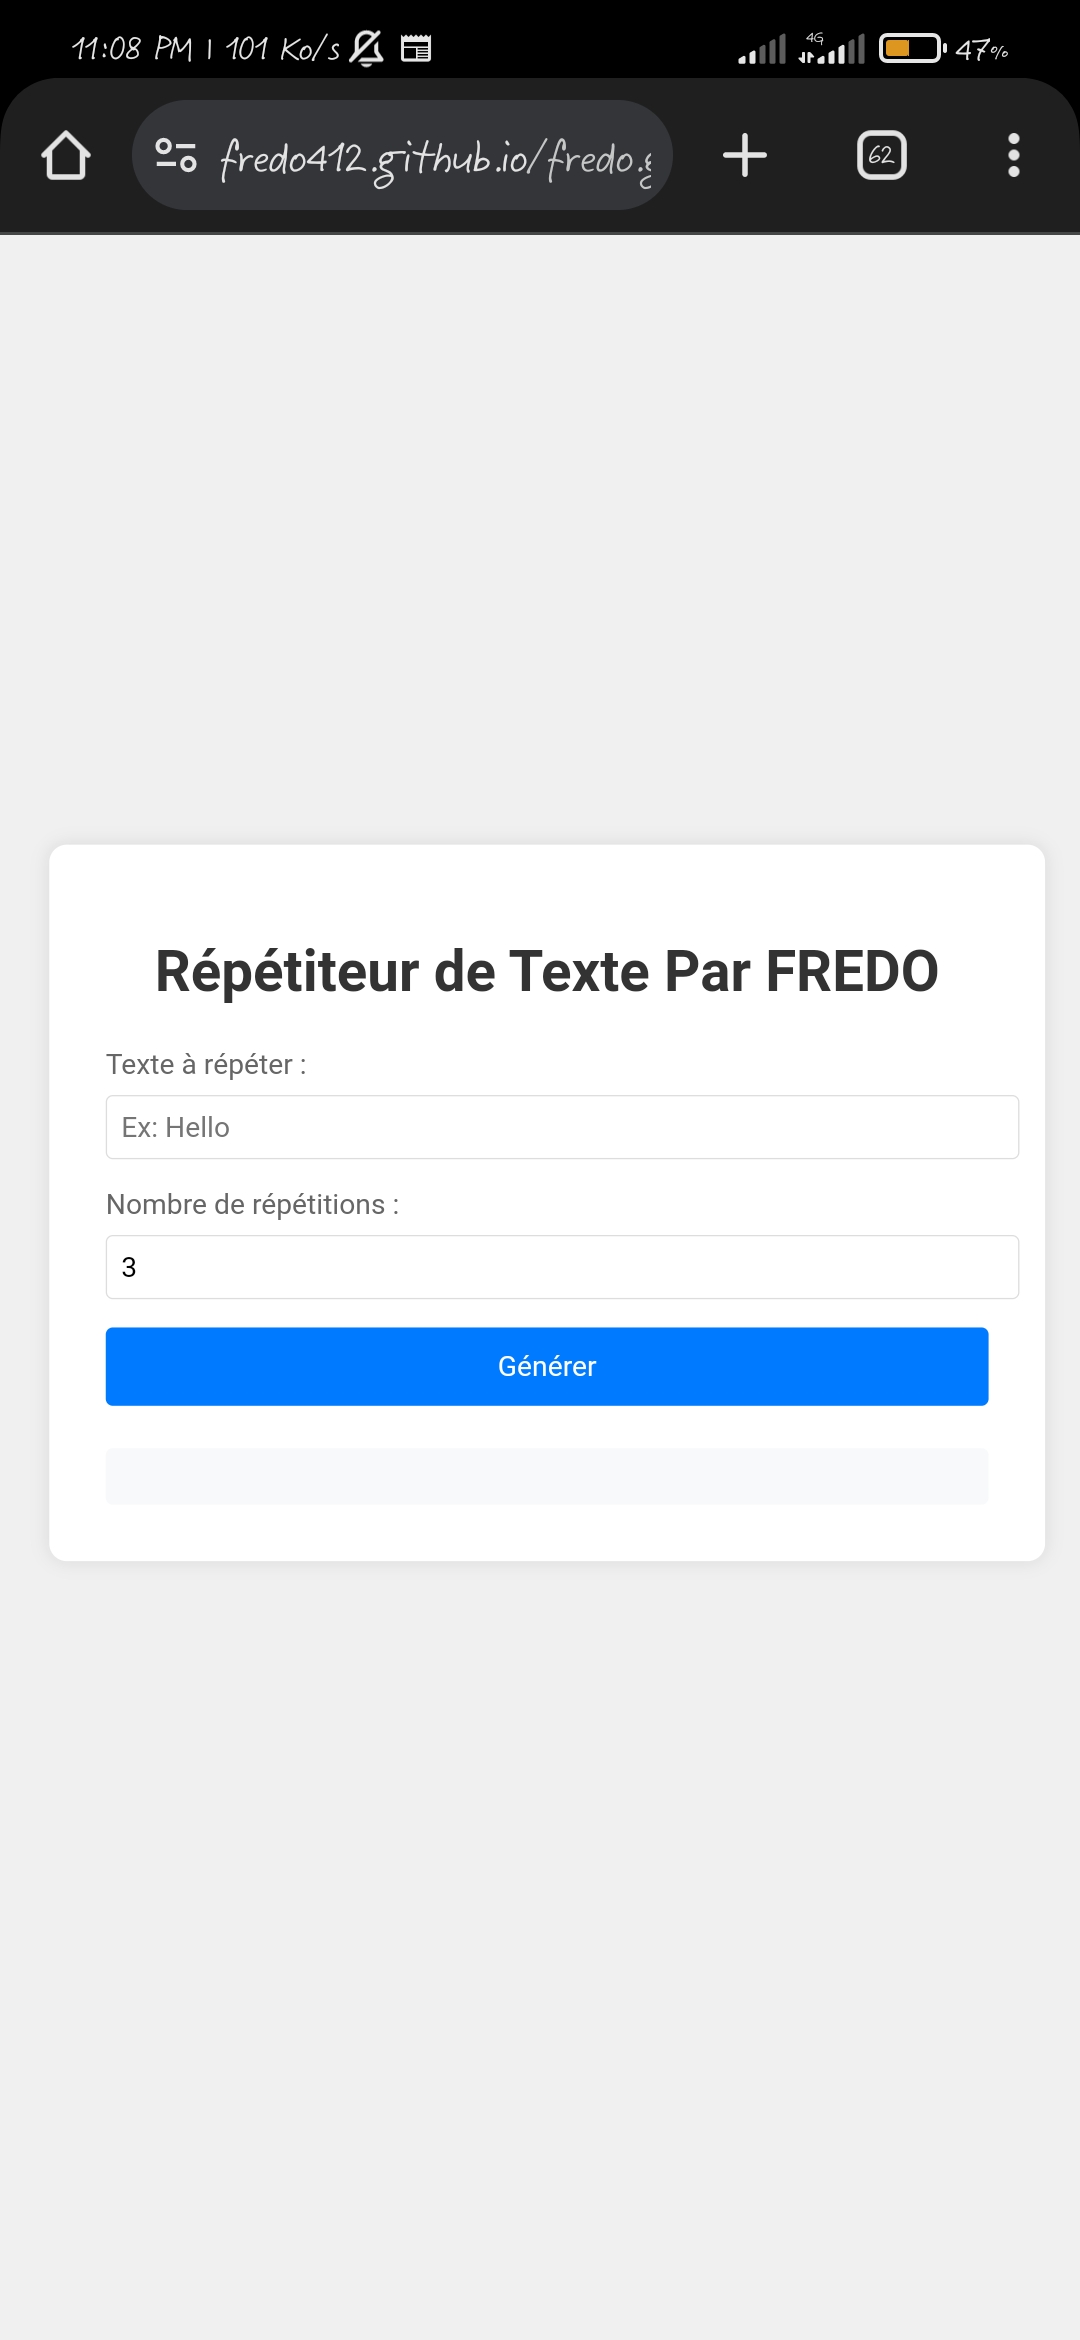 11:08 PM | 101 Ko/s 4G 47%
fredo412.github.io/fredo.g
62
Répétiteur de Texte Par FREDO
Texte à répéter :
Ex: Hello
Nombre de répétitions :
3
Générer